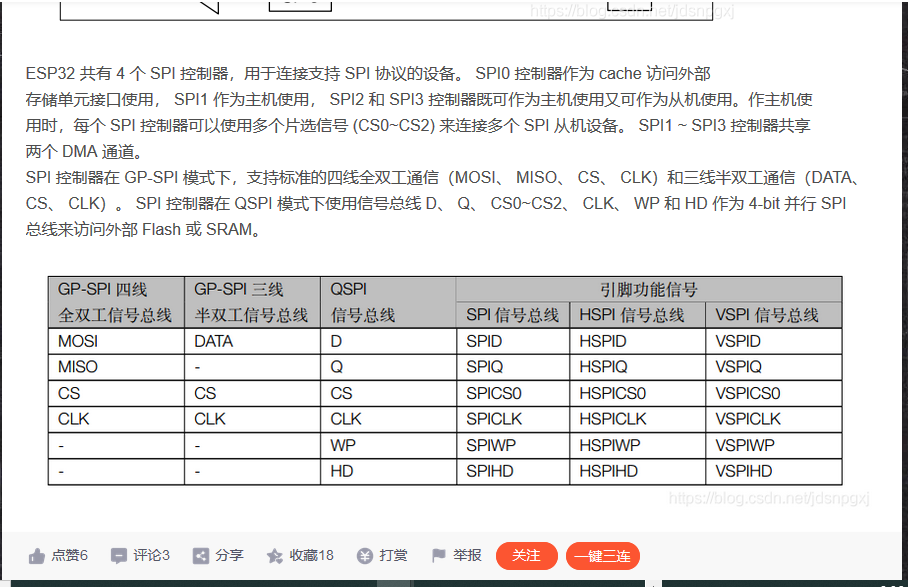 https://blog.csdn.net/jdsnpgxj
ESP32 共有 4 个 SPI 控制器，用于连接支持 SPI 协议的设备。 SPI0 控制器作为 cache 访问外部
存储单元接口使用， SPI1 作为主机使用， SPI2 和 SPI3 控制器既可作为主机使用又可作为从机使用。作主机使
用时，每个 SPI 控制器可以使用多个片选信号 (CS0~CS2) 来连接多个 SPI 从机设备。 SPI1 ~ SPI3 控制器共享
两个 DMA 通道。
SPI 控制器在 GP-SPI 模式下，支持标准的四线全双工通信（MOSI、 MISO、 CS、 CLK）和三线半双工通信（DATA、
CS、 CLK）。 SPI 控制器在 QSPI 模式下使用信号总线 D、 Q、 CS0~CS2、 CLK、 WP 和 HD 作为 4-bit 并行 SPI
总线来访问外部 Flash 或 SRAM。
GP-SPI 四线 GP-SPI 三线 QSPI 引脚功能信号
全双工信号总线 半双工信号总线 信号总线 SPI 信号总线 HSPI 信号总线 VSPI 信号总线
MOSI DATA D SPID HSPID VSPID
MISO - Q SPIQ HSPIQ VSPIQ
CS CS CS SPICS0 HSPICS0 VSPICS0
CLK CLK CLK SPICLK HSPICLK VSPICLK
- - WP SPIWP HSPIWP VSPIWP
- - HD SPIHD HSPIHD VSPIHD
https://blog.csdn.net/jdsnpgxj
点赞6 评论3 分享 收藏18 打赏 举报 关注 一键三连